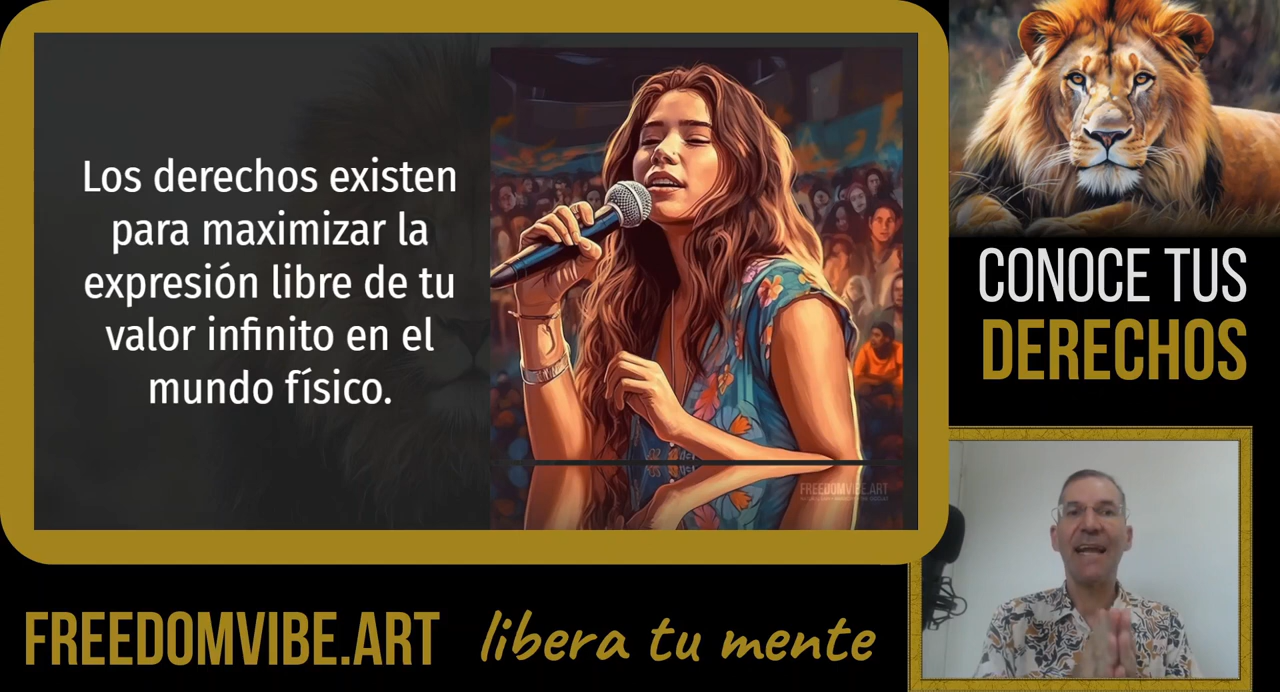 Los derechos existen
para maximizar la
expresión libre de tu
valor infinito en el
mundo físico.
FREEDOMVIBE.ART
CONOCE TUS
DERECHOS
FREEDOMVIBE.ART
libera tu mente